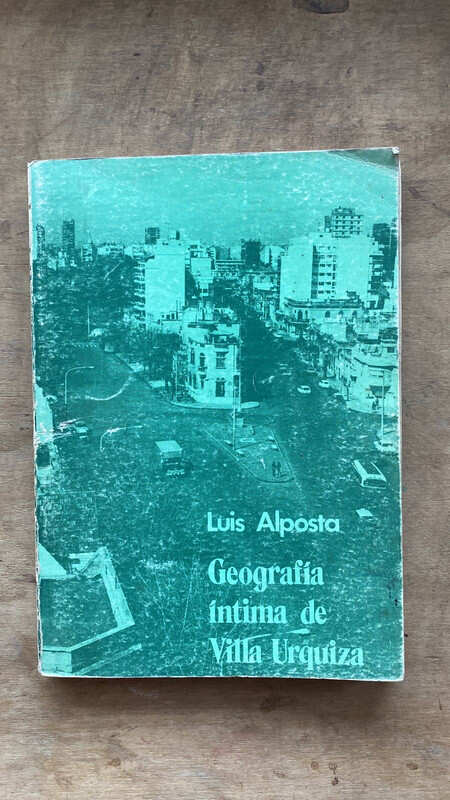 Luis Alposta
Geografía
íntima de
Villa Urquiza